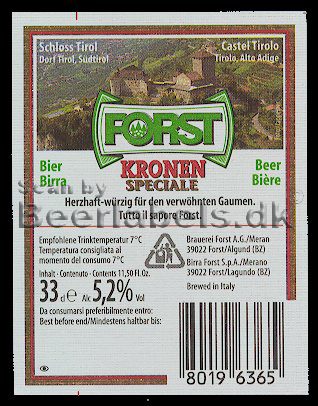 Schloss Tirol
Dorf Tirol, Südtirol
Castel Tirolo
Tirolo, Alto Adige
FORST
KRONEN
SPECIALE
Bier
Birra
Beer
Bière
Scan by
Beerlabels.dk
Herzhaft-würzig für den verwöhnten Gaumen.
Tutto il sapore Forst.
Empfohlene Trinktemperatur 7°C
Temperatura consigliata al
momento del consumo 7°C
Brauerei Forst A.G./Meran
39022 Forst/Algund (BZ)
Birra Forst S.p.A./Merano
39022 Forst/Lagundo (BZ)
Brewed in Italy
Inhalt · Contenuto · Contents 11,50 fl. Oz.
33 cl e Alc. 5,2% Vol
Da consumarsi preferibilmente entro:
Best before end/Mindestens haltbar bis:
8019 6365